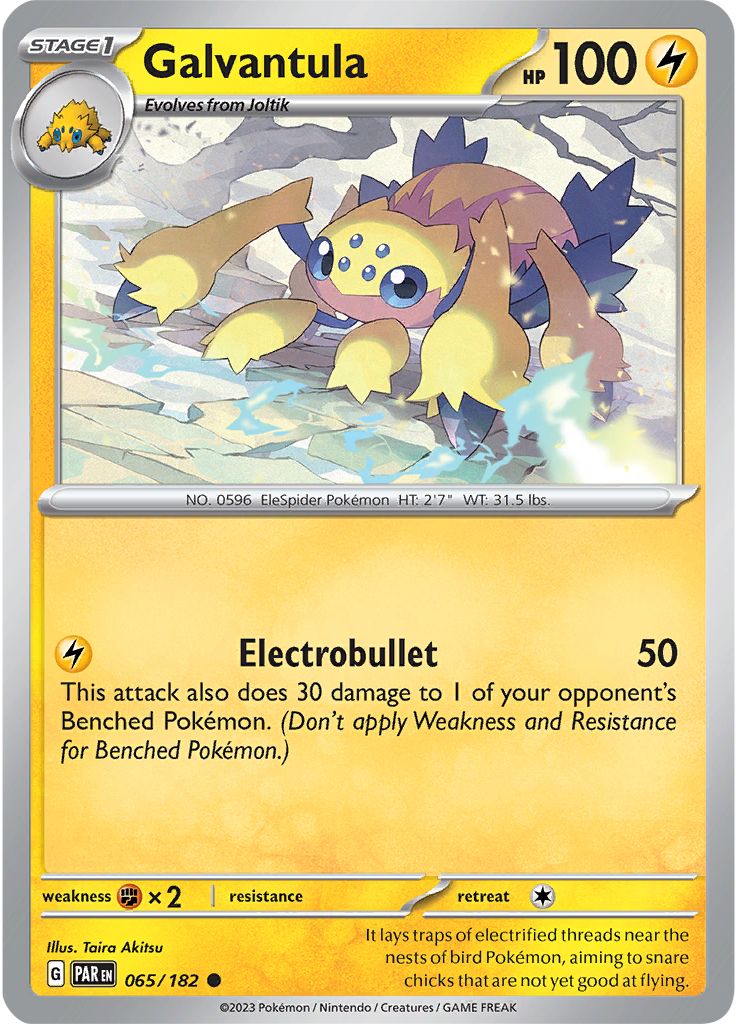 STAGE1
Galvantula
HP 100
Evolves from Joltik
NO. 0596 EleSpider Pokémon HT: 2'7" WT: 31.5 lbs.
Electrobullet 50
This attack also does 30 damage to 1 of your opponent's
Benched Pokémon. (Don't apply Weakness and Resistance
for Benched Pokémon.)
weakness ×2 resistance retreat
Illus. Taira Akitsu
G PAR EN 065/182
It lays traps of electrified threads near the
nests of bird Pokémon, aiming to snare
chicks that are not yet good at flying.
©2023 Pokémon / Nintendo / Creatures / GAME FREAK